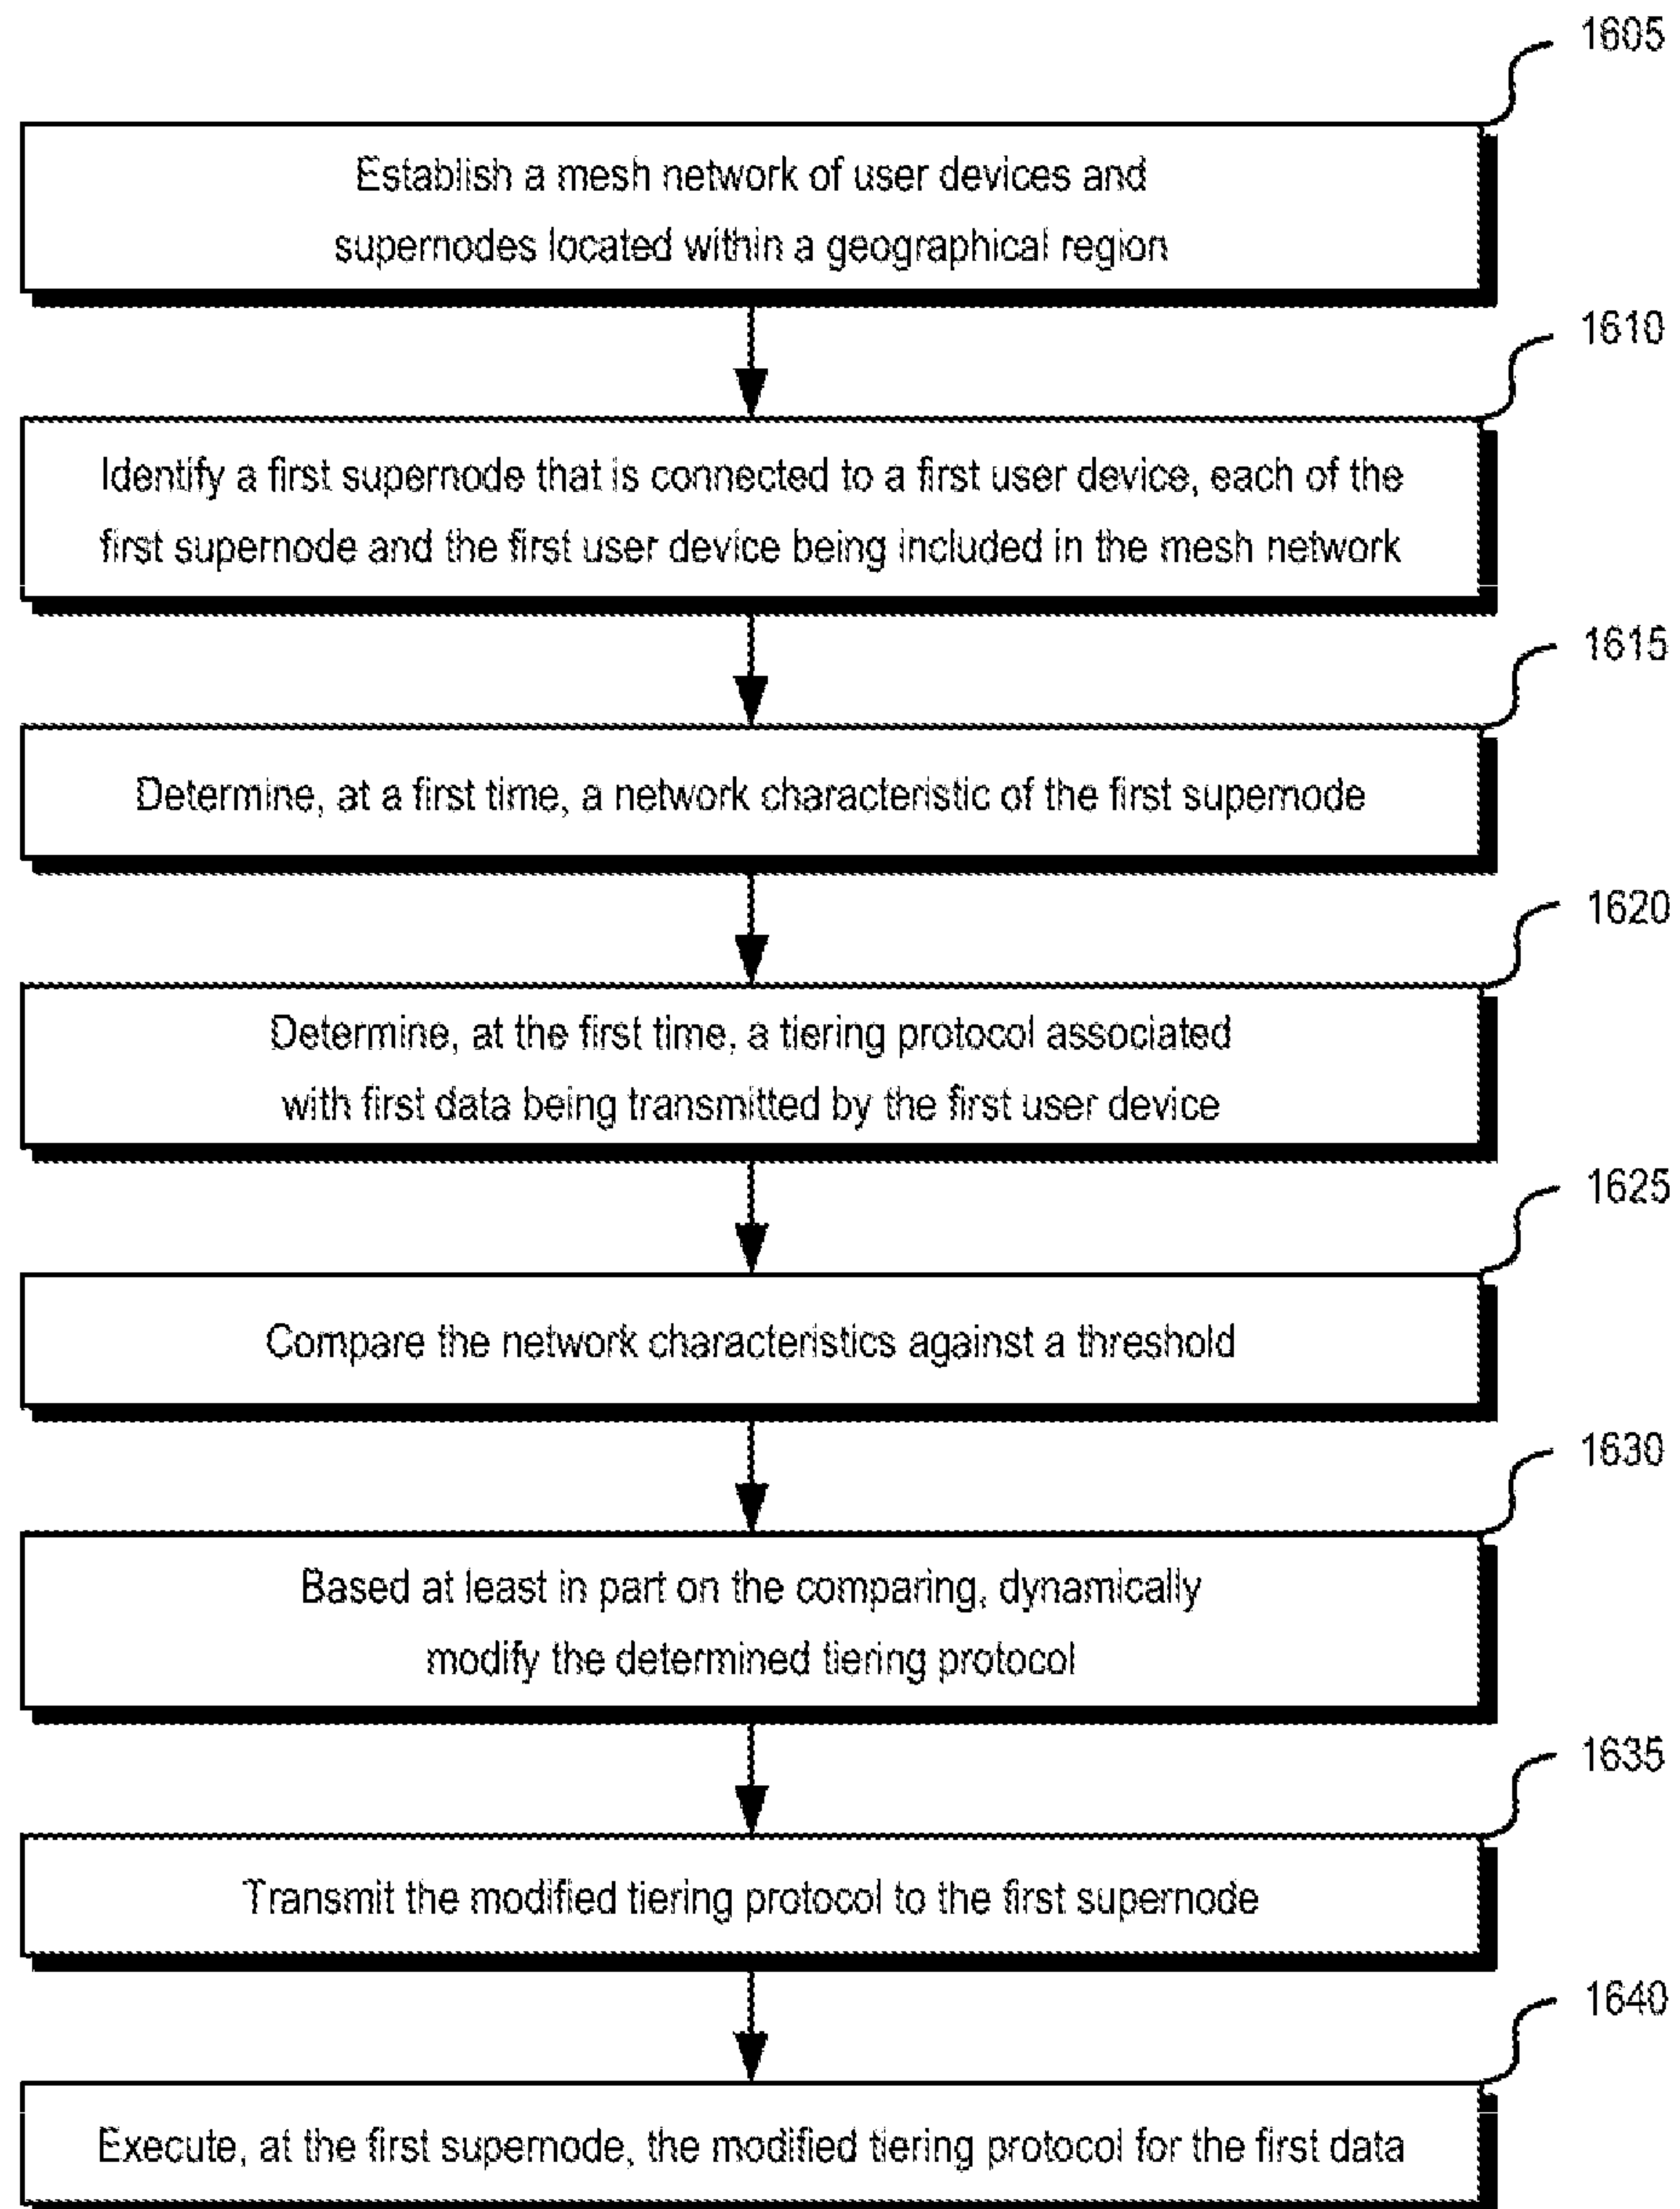 1605
Establish a mesh network of user devices and
supernodes located within a geographical region
1610
Identify a first supernode that is connected to a first user device, each of the
first supernode and the first user device being included in the mesh network
1615
Determine, at a first time, a network characteristic of the first supernode
1620
Determine, at the first time, a tiering protocol associated
with first data being transmitted by the first user device
1625
Compare the network characteristics against a threshold
1630
Based at least in part on the comparing, dynamically
modify the determined tiering protocol
1635
Transmit the modified tiering protocol to the first supernode
1640
Execute, at the first supernode, the modified tiering protocol for the first data